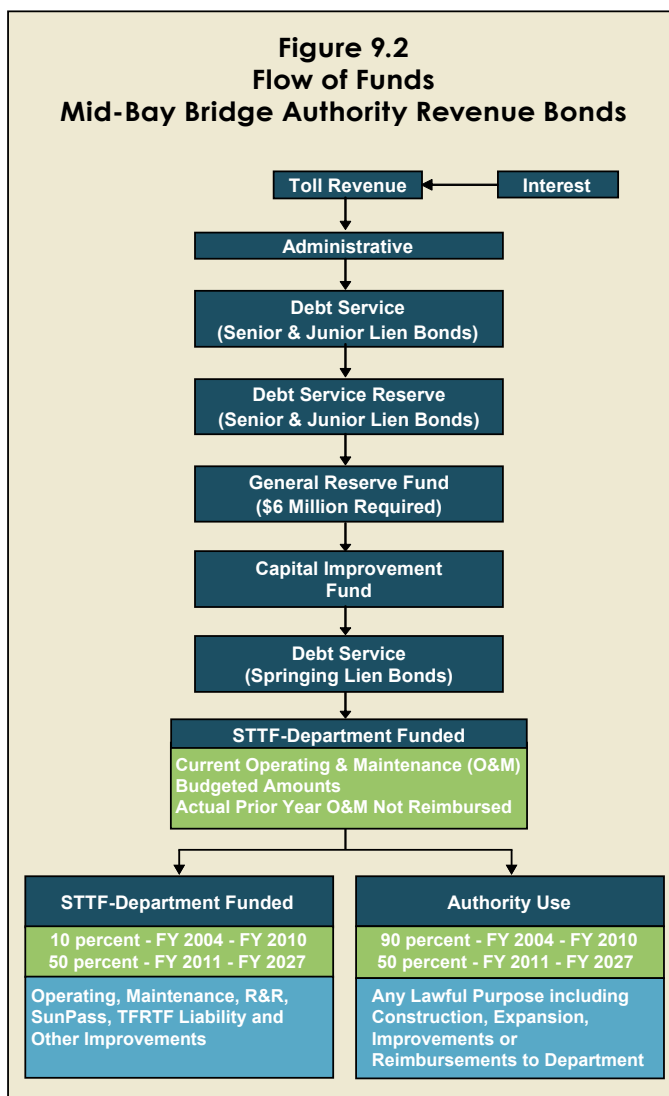 Figure 9.2
Flow of Funds
Mid-Bay Bridge Authority Revenue Bonds
Toll Revenue
Interest
Administrative
Debt Service
(Senior & Junior Lien Bonds)
Debt Service Reserve
(Senior & Junior Lien Bonds)
General Reserve Fund
($6 Million Required)
Capital Improvement
Fund
Debt Service
(Springing Lien Bonds)
STTF-Department Funded
Current Operating & Maintenance (O&M)
Budgeted Amounts
Actual Prior Year O&M Not Reimbursed
STTF-Department Funded
10 percent - FY 2004 - FY 2010
50 percent - FY 2011 - FY 2027
Operating, Maintenance, R&R,
SunPass, TFRTF Liability and
Other Improvements
Authority Use
90 percent - FY 2004 - FY 2010
50 percent - FY 2011 - FY 2027
Any Lawful Purpose including
Construction, Expansion,
Improvements or
Reimbursements to Department